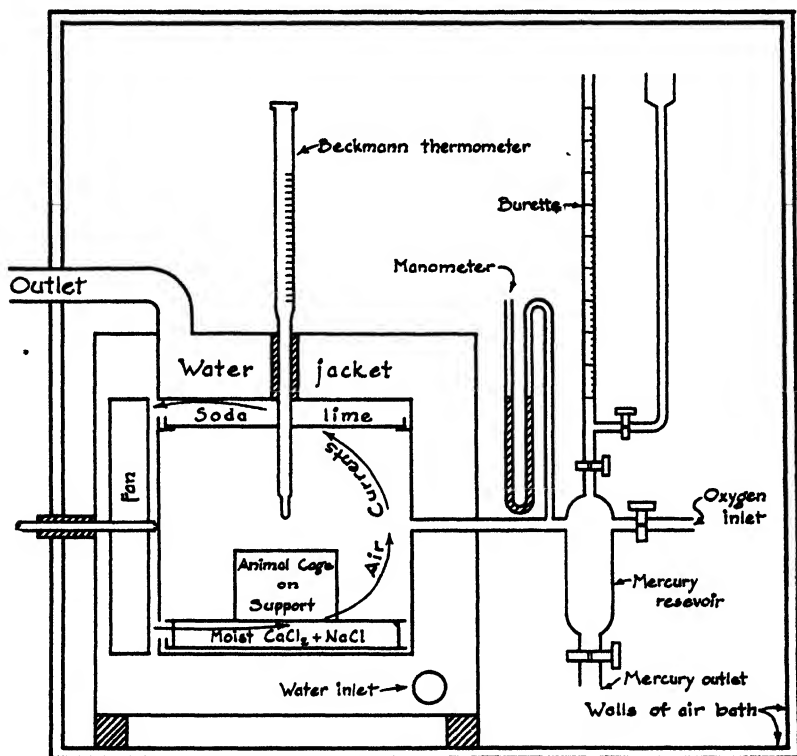 Beckmann thermometer
Burette
Manometer
Outlet
Water jacket
Soda lime
Fan
Air Currents
Oxygen
inlet
Animal Cage
on
Support
Mercury
resevoir
Moist CaCl₂ + NaCl
Water inlet
Mercury outlet
Walls of air bath